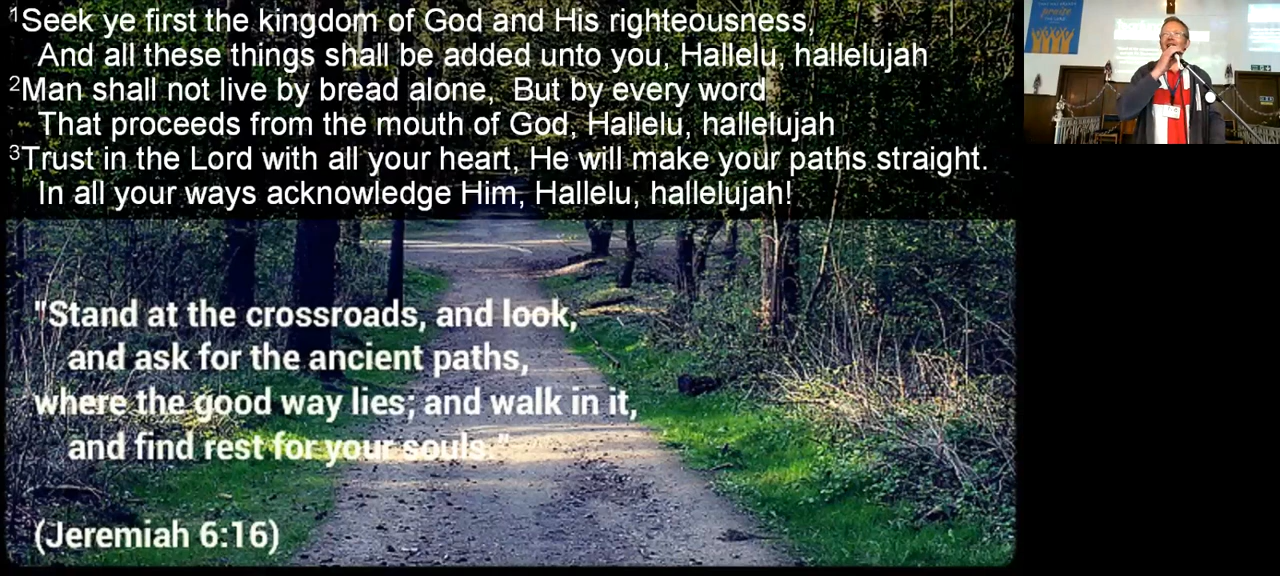 ¹Seek ye first the kingdom of God and His righteousness,
And all these things shall be added unto you, Hallelu, hallelujah
²Man shall not live by bread alone,  But by every word
That proceeds from the mouth of God, Hallelu, hallelujah
³Trust in the Lord with all your heart, He will make your paths straight.
In all your ways acknowledge Him, Hallelu, hallelujah!
"Stand at the crossroads, and look,
and ask for the ancient paths,
where the good way lies; and walk in it,
and find rest for your souls."
(Jeremiah 6:16)